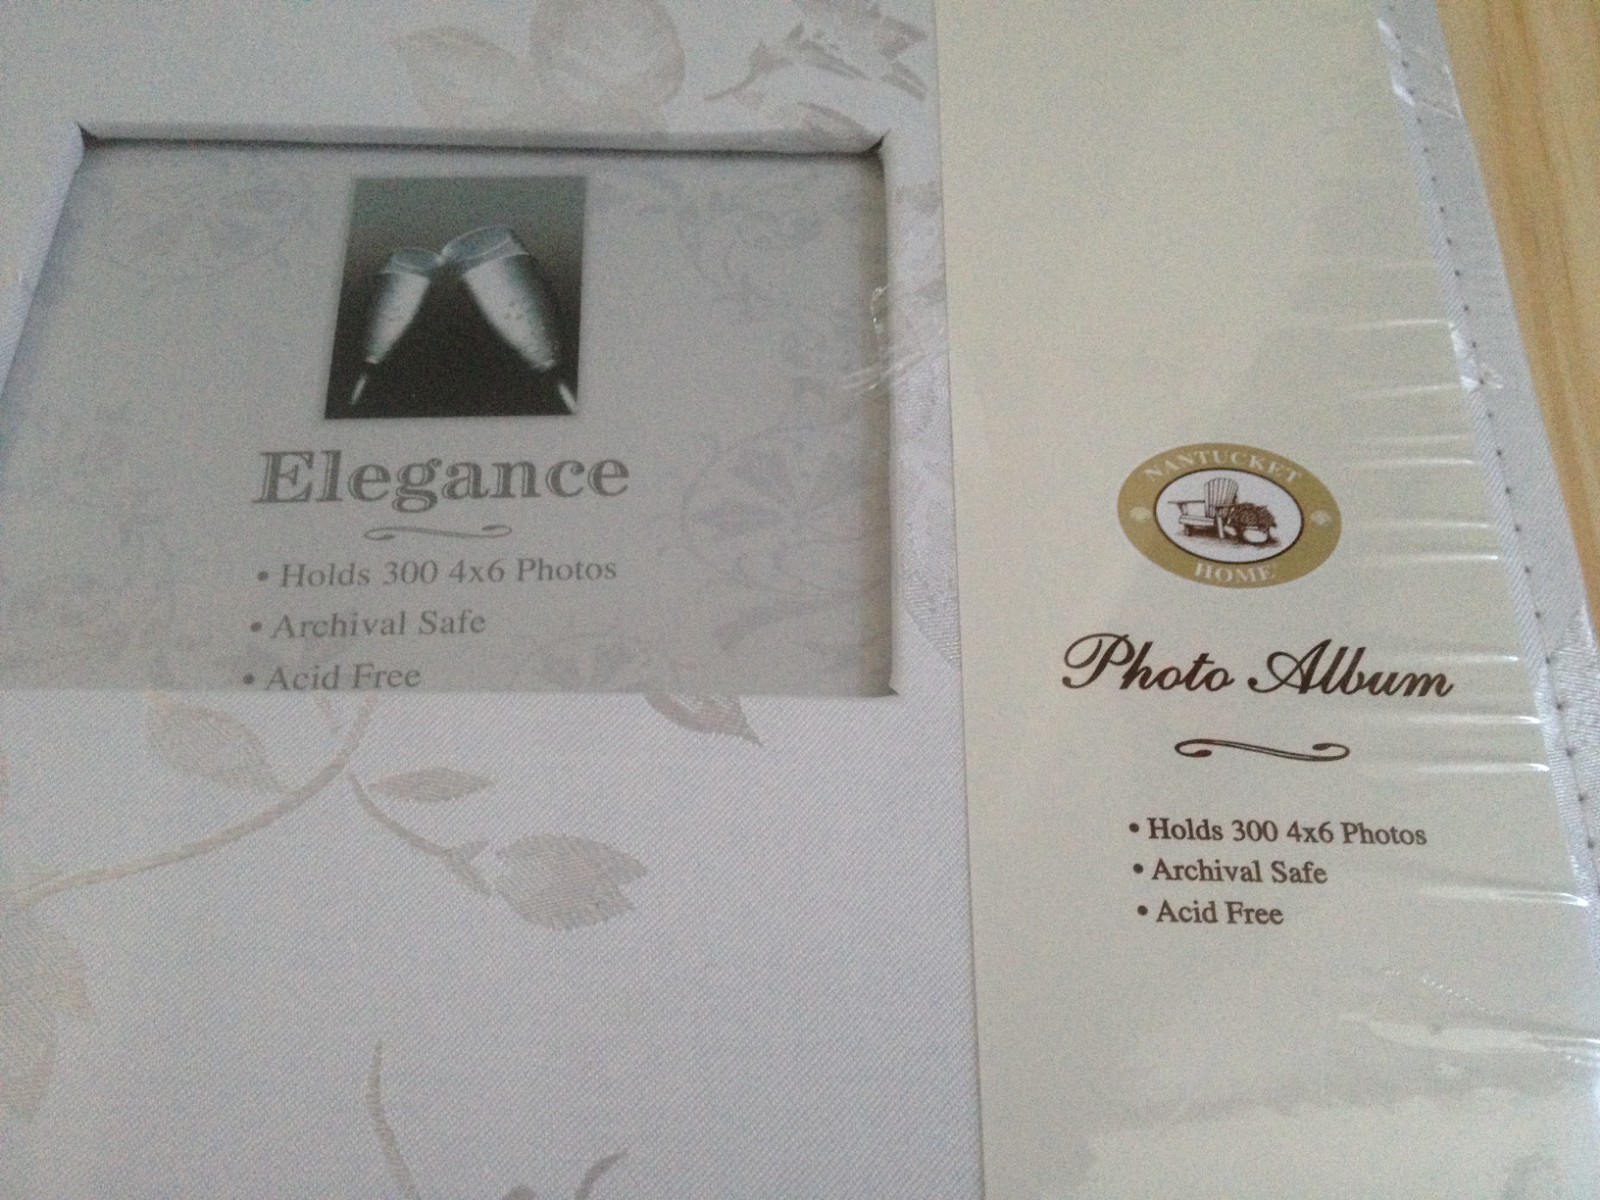 Elegance
• Holds 300 4x6 Photos
• Archival Safe
• Acid Free
NANTUCKET
HOME
Photo Album
• Holds 300 4x6 Photos
• Archival Safe
• Acid Free